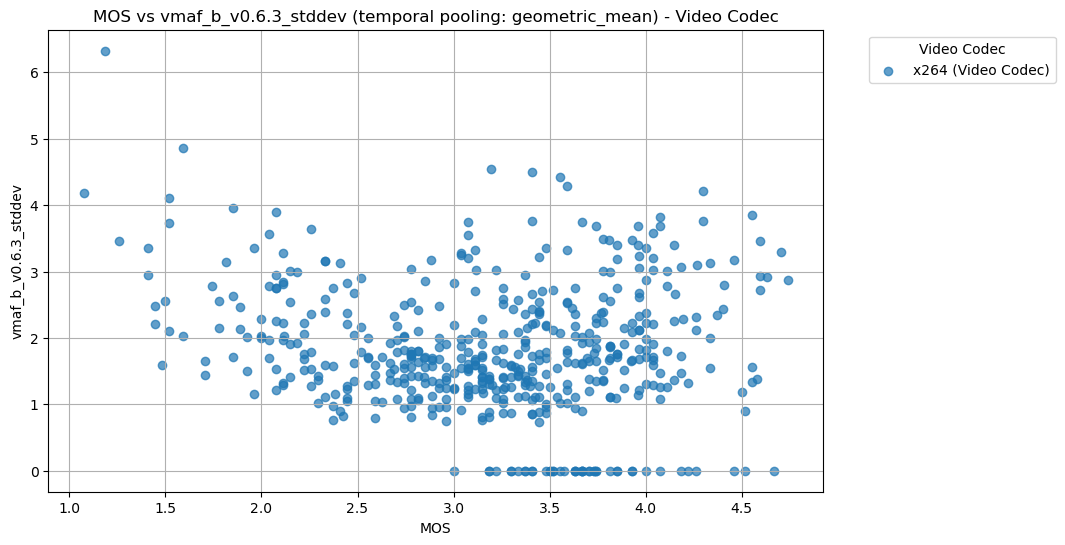 MOS vs vmaf_b_v0.6.3_stddev (temporal pooling: geometric_mean) - Video Codec
Video Codec
x264 (Video Codec)
vmaf_b_v0.6.3_stddev
6
5
4
3
2
1
0
1.0 1.5 2.0 2.5 3.0 3.5 4.0 4.5
MOS